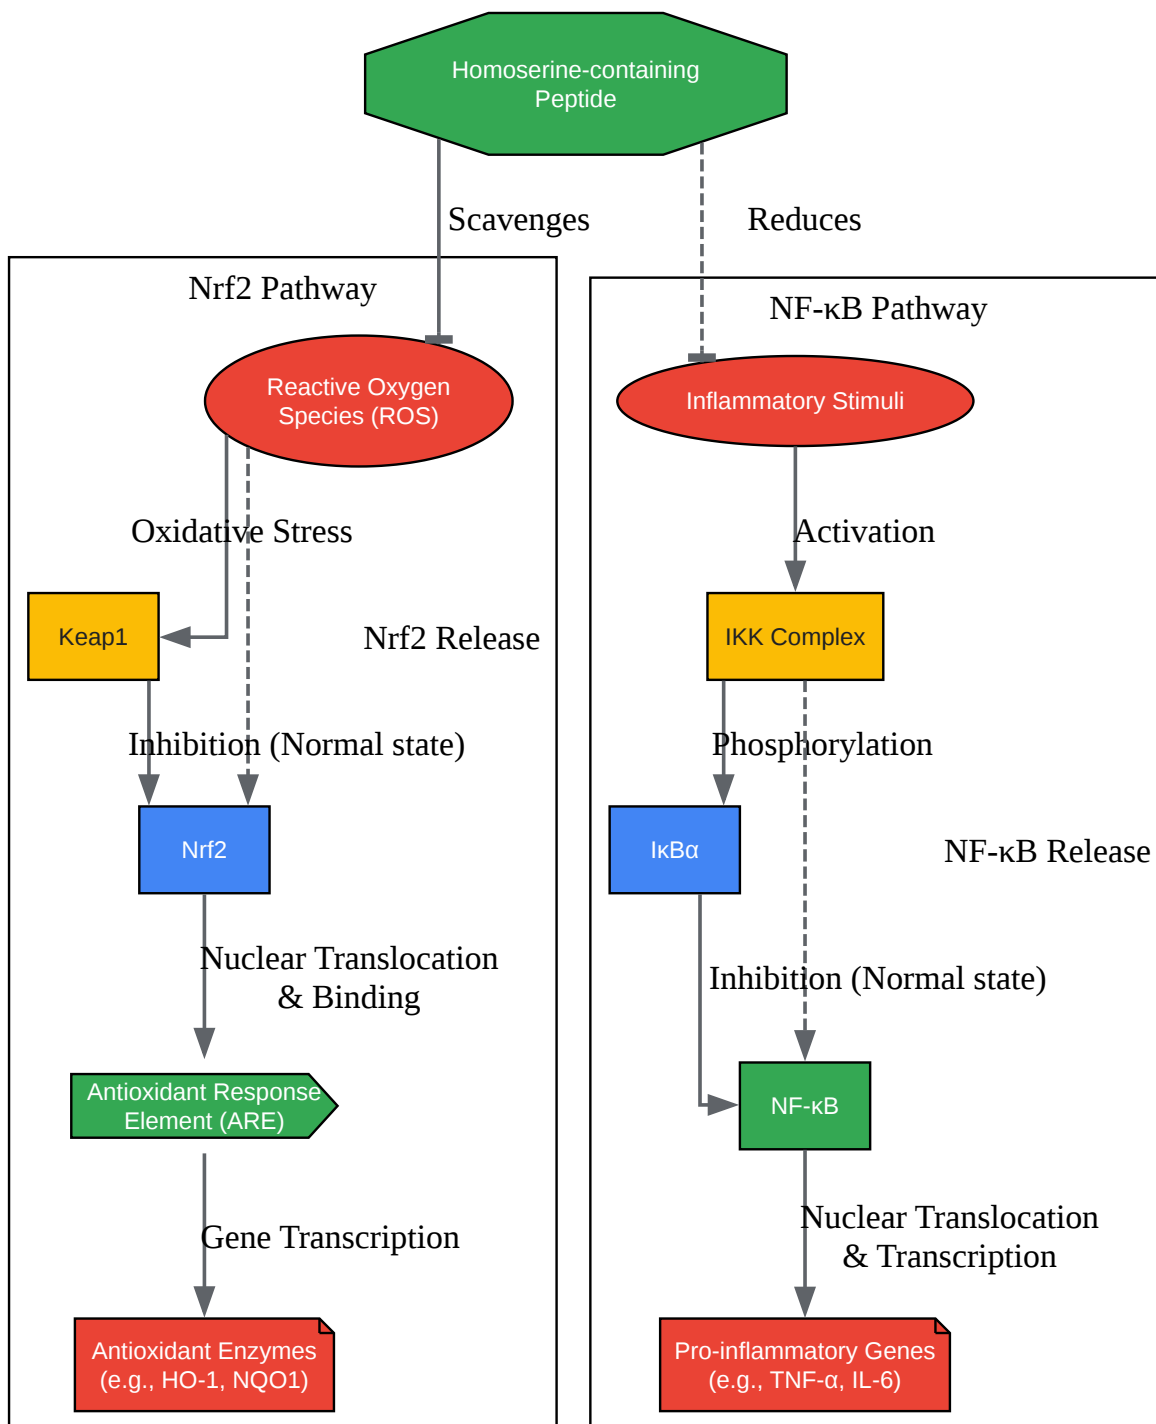 Homoserine-containing
Peptide
Scavenges
Reduces
Nrf2 Pathway
Reactive Oxygen
Species (ROS)
Oxidative Stress
Keap1
Nrf2 Release
Inhibition (Normal state)
Nrf2
Nuclear Translocation
& Binding
Antioxidant Response
Element (ARE)
Gene Transcription
Antioxidant Enzymes
(e.g., HO-1, NQO1)
NF-κB Pathway
Inflammatory Stimuli
Activation
IKK Complex
Phosphorylation
IκBα
NF-κB Release
Inhibition (Normal state)
NF-κB
Nuclear Translocation
& Transcription
Pro-inflammatory Genes
(e.g., TNF-α, IL-6)